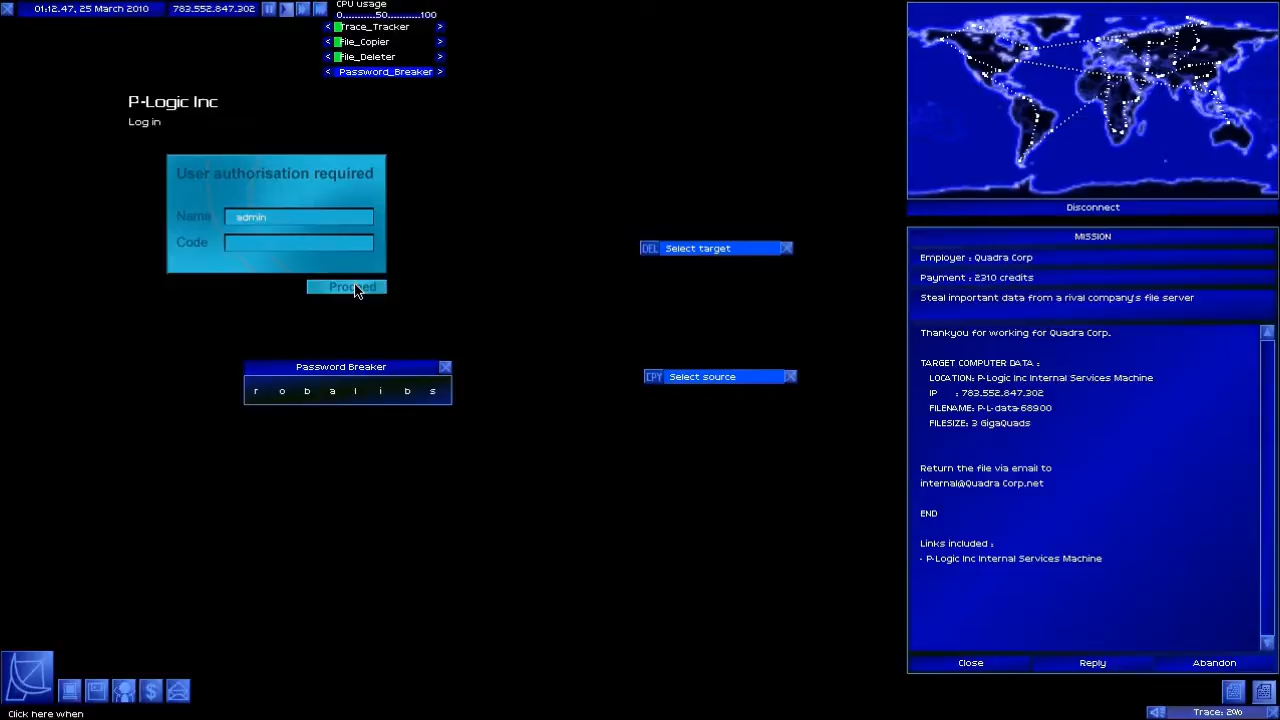 01:12.47, 25 March 2010
783.552.847.302
CPU usage
0.........50.........100
< Trace_Tracker >
< File_Copier >
< File_Deleter >
< Password_Breaker >
P-Logic Inc
Log in
User authorisation required
Name admin
Code
Proceed
DEL Select target
Password Breaker
r o b a l i b s
CPY Select source
Disconnect
MISSION
Employer : Quadra Corp
Payment : 2310 credits
Steal important data from a rival company's file server
Thankyou for working for Quadra Corp.
TARGET COMPUTER DATA :
LOCATION: P-Logic Inc Internal Services Machine
IP : 783.552.847.302
FILENAME: P-L-data-68900
FILESIZE: 3 GigaQuads
Return the file via email to
internal@Quadra Corp.net
END
Links included :
- P-Logic Inc Internal Services Machine
Close
Reply
Abandon
Click here when
Trace: 2%